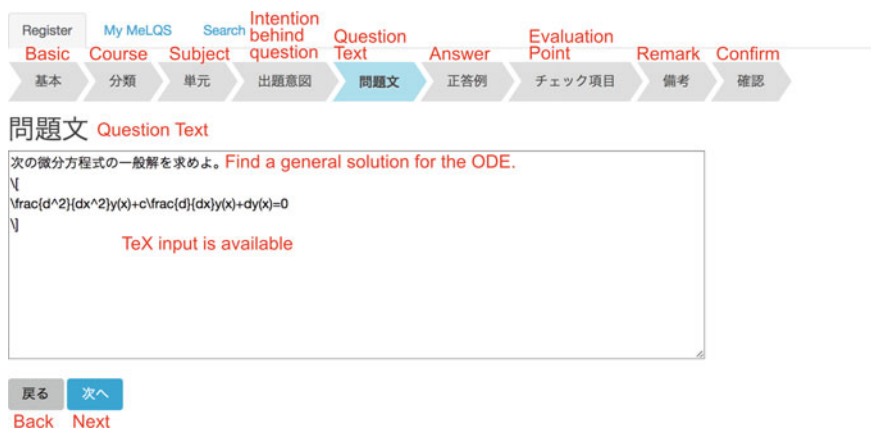 Register My MeLQS Search
Intention behind question
Question Text
Evaluation Point
Basic Course Subject Answer Remark Confirm
基本 分類 単元 出題意図 問題文 正答例 チェック項目 備考 確認
問題文 Question Text
次の微分方程式の一般解を求めよ。Find a general solution for the ODE.
\[
\frac{d^2}{dx^2}y(x)+c\frac{d}{dx}y(x)+dy(x)=0
\]
TeX input is available
戻る 次へ
Back Next